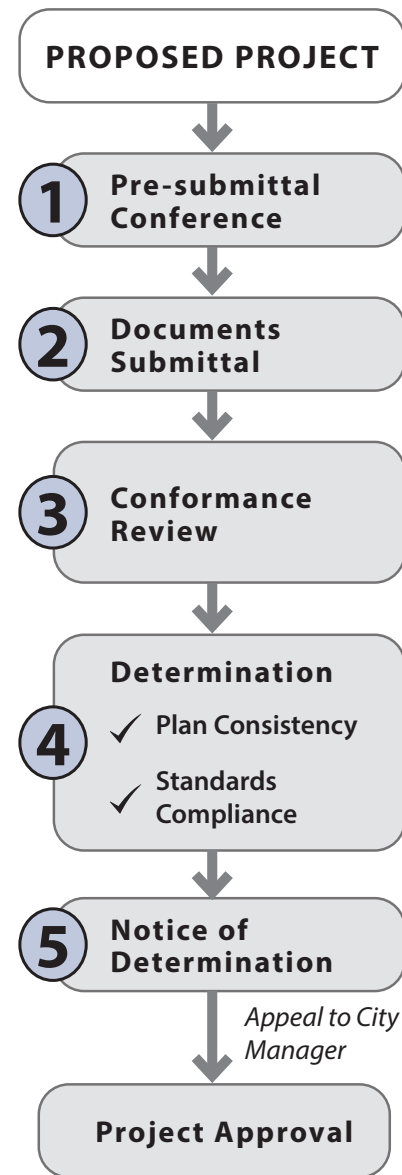 PROPOSED PROJECT
1
Pre-submittal
Conference
2
Documents
Submittal
3
Conformance
Review
4
Determination
✓ Plan Consistency
✓ Standards
Compliance
5
Notice of
Determination
Appeal to City
Manager
Project Approval